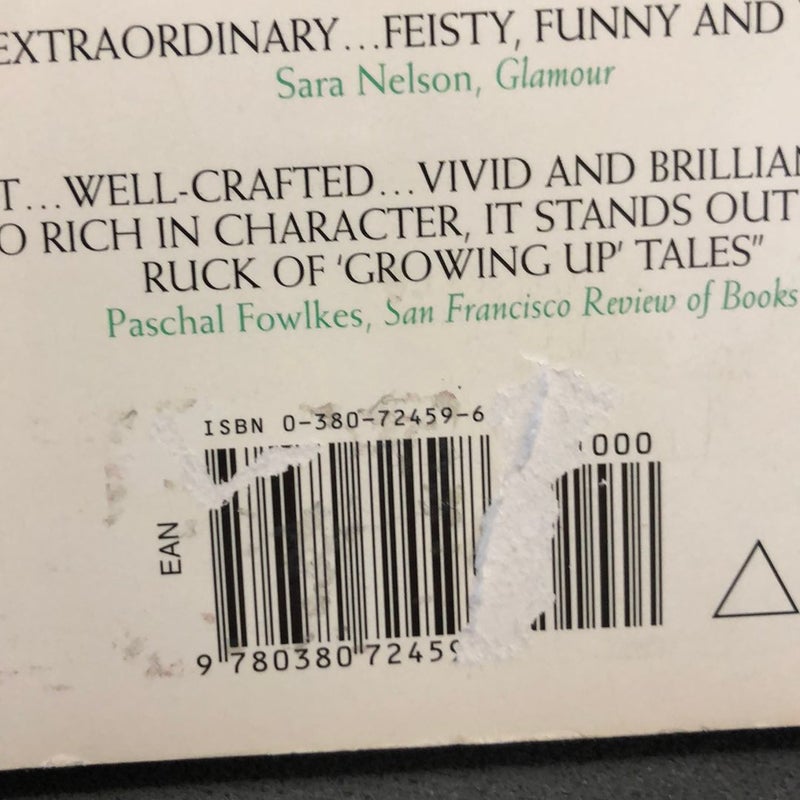 EXTRAORDINARY...FEISTY, FUNNY AND
Sara Nelson, Glamour
T...WELL-CRAFTED...VIVID AND BRILLIAN
O RICH IN CHARACTER, IT STANDS OUT
RUCK OF 'GROWING UP' TALES"
Paschal Fowlkes, San Francisco Review of Books
ISBN 0-380-72459-6
000
EAN
9 780380 72459